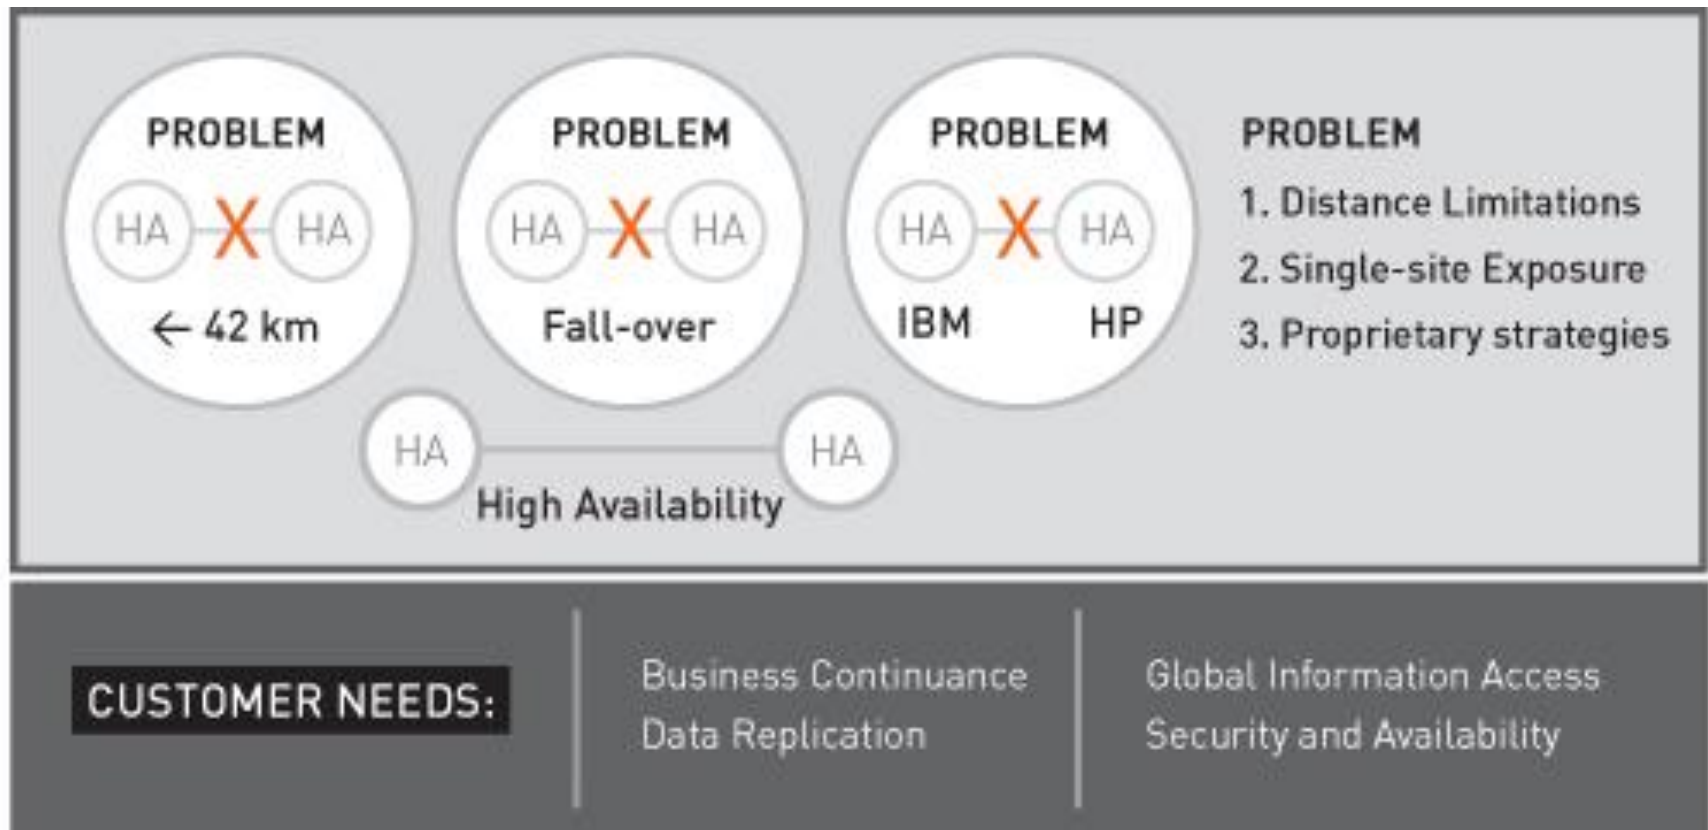 PROBLEM
HA X HA
← 42 km
PROBLEM
HA X HA
Fall-over
PROBLEM
HA X HA
IBM HP
PROBLEM
1. Distance Limitations
2. Single-site Exposure
3. Proprietary strategies
HA HA
High Availability
CUSTOMER NEEDS:
Business Continuance
Data Replication
Global Information Access
Security and Availability